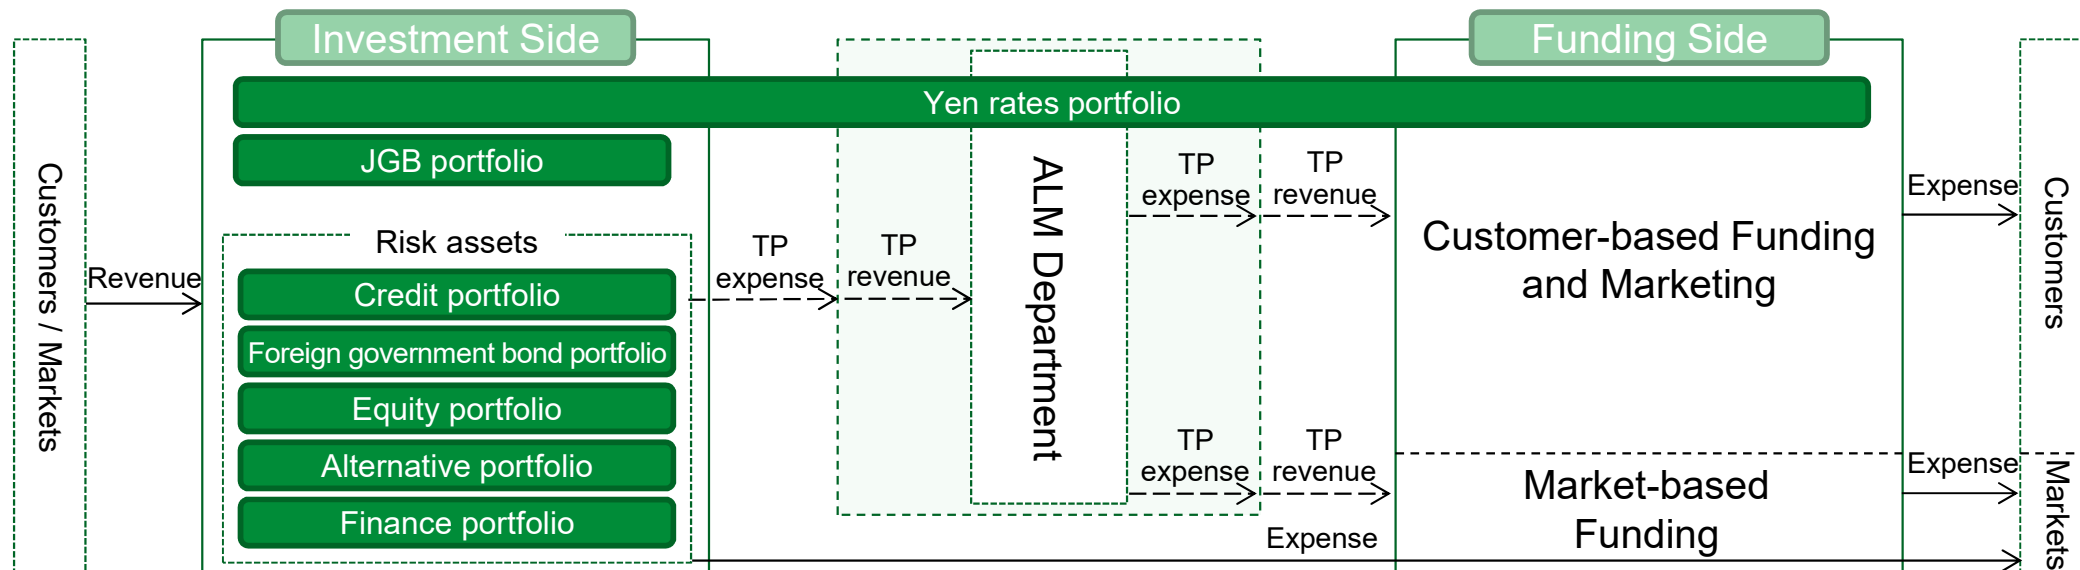 Investment Side
Funding Side
Yen rates portfolio
JGB portfolio
Customers / Markets
Revenue
Risk assets
Credit portfolio
Foreign government bond portfolio
Equity portfolio
Alternative portfolio
Finance portfolio
TP
expense
TP
revenue
ALM Department
TP
expense
TP
revenue
TP
expense
TP
revenue
Customer-based Funding
and Marketing
Market-based
Funding
Expense
Expense
Expense
Customers
Markets